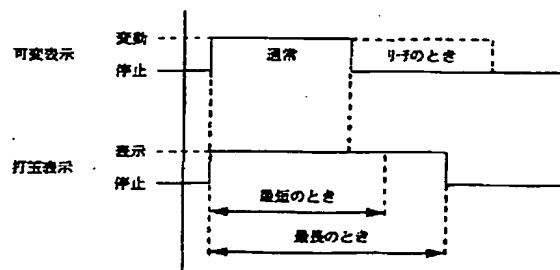 変動
可変表示
通常
リーチのとき
停止
表示
打玉表示
停止
最短のとき
最長のとき